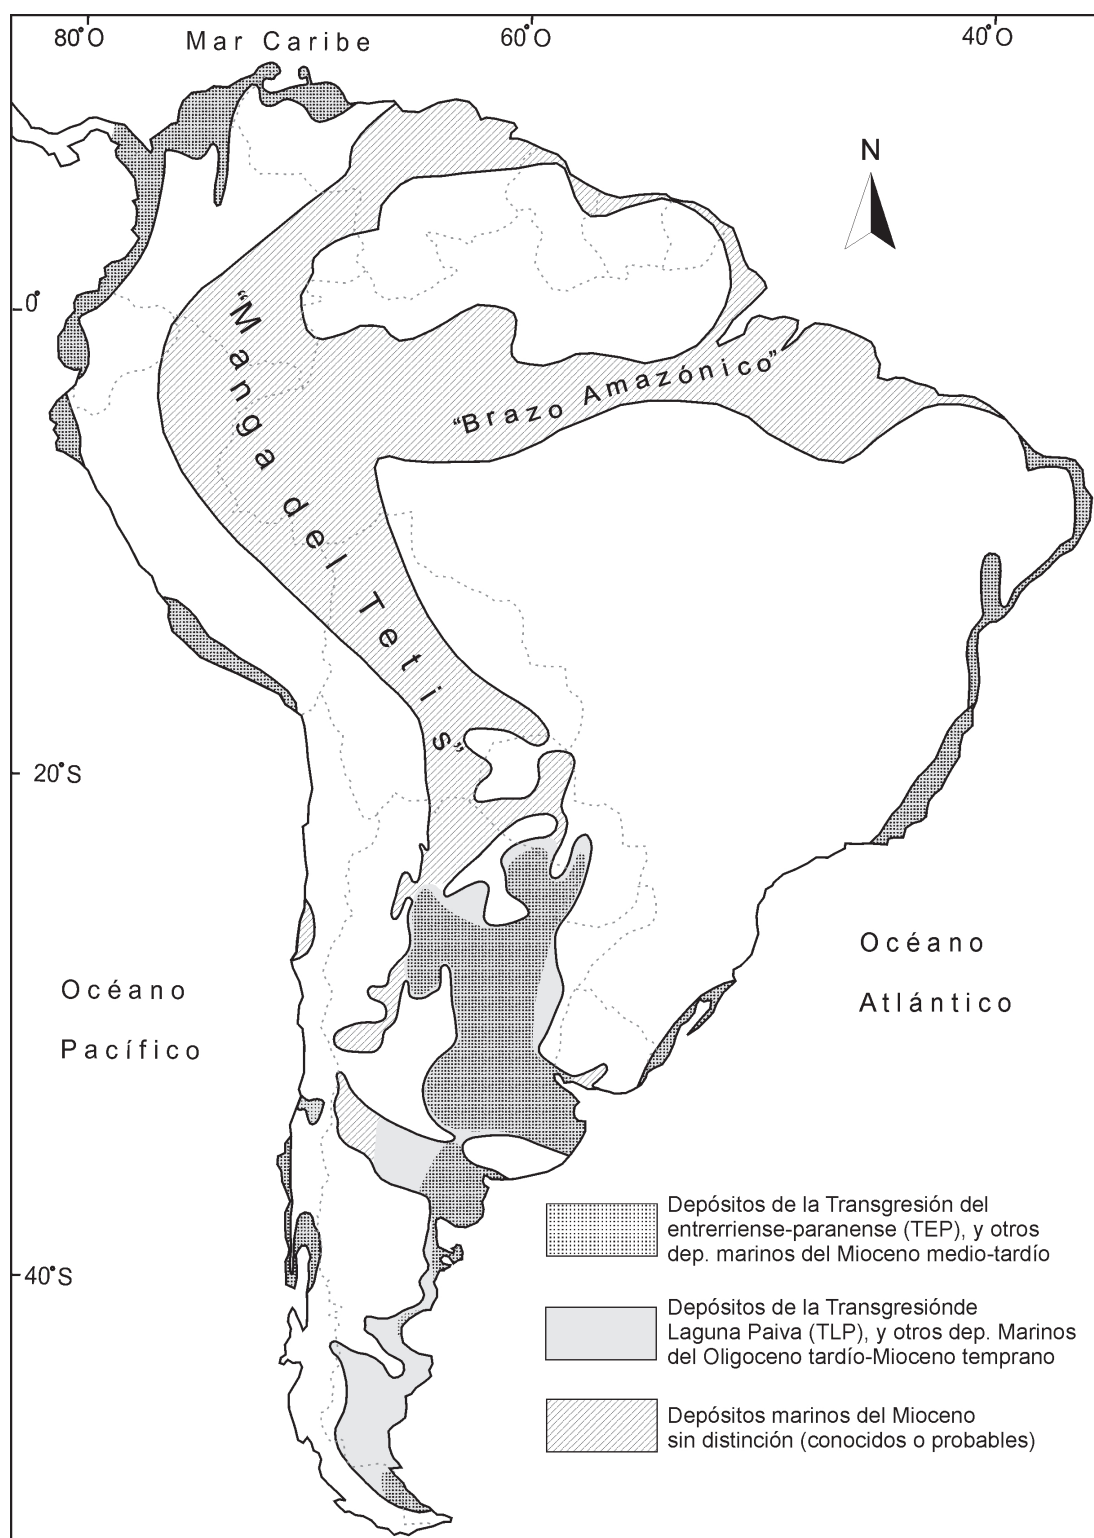 80°O
60°O
40°O
Mar Caribe
N
0°
"Manga del Tetis"
"Brazo Amazónico"
20°S
Océano
Atlántico
Océano
Pacífico
40°S
Depósitos de la Transgresión del
entrerriense-paranense (TEP), y otros
dep. marinos del Mioceno medio-tardío
Depósitos de la Transgresiónde
Laguna Paiva (TLP), y otros dep. Marinos
del Oligoceno tardío-Mioceno temprano
Depósitos marinos del Mioceno
sin distinción (conocidos o probables)